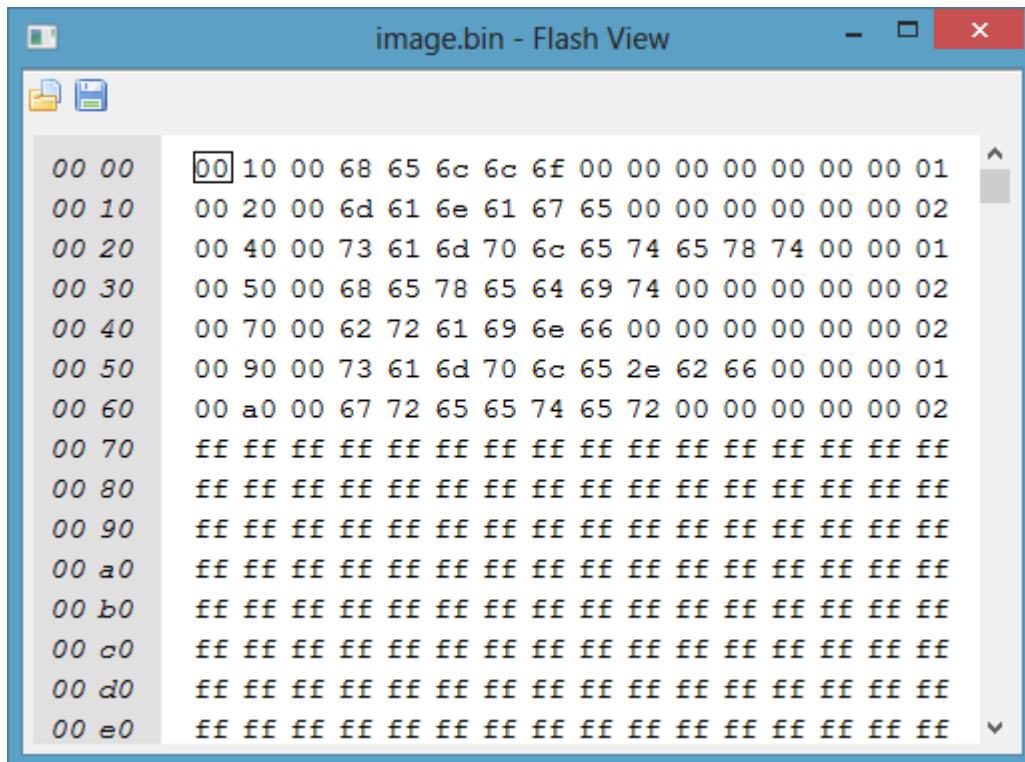 image.bin - Flash View
00 00 00 10 00 68 65 6c 6c 6f 00 00 00 00 00 00 00 01
00 10 00 20 00 6d 61 6e 61 67 65 00 00 00 00 00 00 02
00 20 00 40 00 73 61 6d 70 6c 65 74 65 78 74 00 00 01
00 30 00 50 00 68 65 78 65 64 69 74 00 00 00 00 00 02
00 40 00 70 00 62 72 61 69 6e 66 00 00 00 00 00 00 02
00 50 00 90 00 73 61 6d 70 6c 65 2e 62 66 00 00 00 01
00 60 00 a0 00 67 72 65 65 74 65 72 00 00 00 00 00 02
00 70 ff ff ff ff ff ff ff ff ff ff ff ff ff ff ff ff
00 80 ff ff ff ff ff ff ff ff ff ff ff ff ff ff ff ff
00 90 ff ff ff ff ff ff ff ff ff ff ff ff ff ff ff ff
00 a0 ff ff ff ff ff ff ff ff ff ff ff ff ff ff ff ff
00 b0 ff ff ff ff ff ff ff ff ff ff ff ff ff ff ff ff
00 c0 ff ff ff ff ff ff ff ff ff ff ff ff ff ff ff ff
00 d0 ff ff ff ff ff ff ff ff ff ff ff ff ff ff ff ff
00 e0 ff ff ff ff ff ff ff ff ff ff ff ff ff ff ff ff